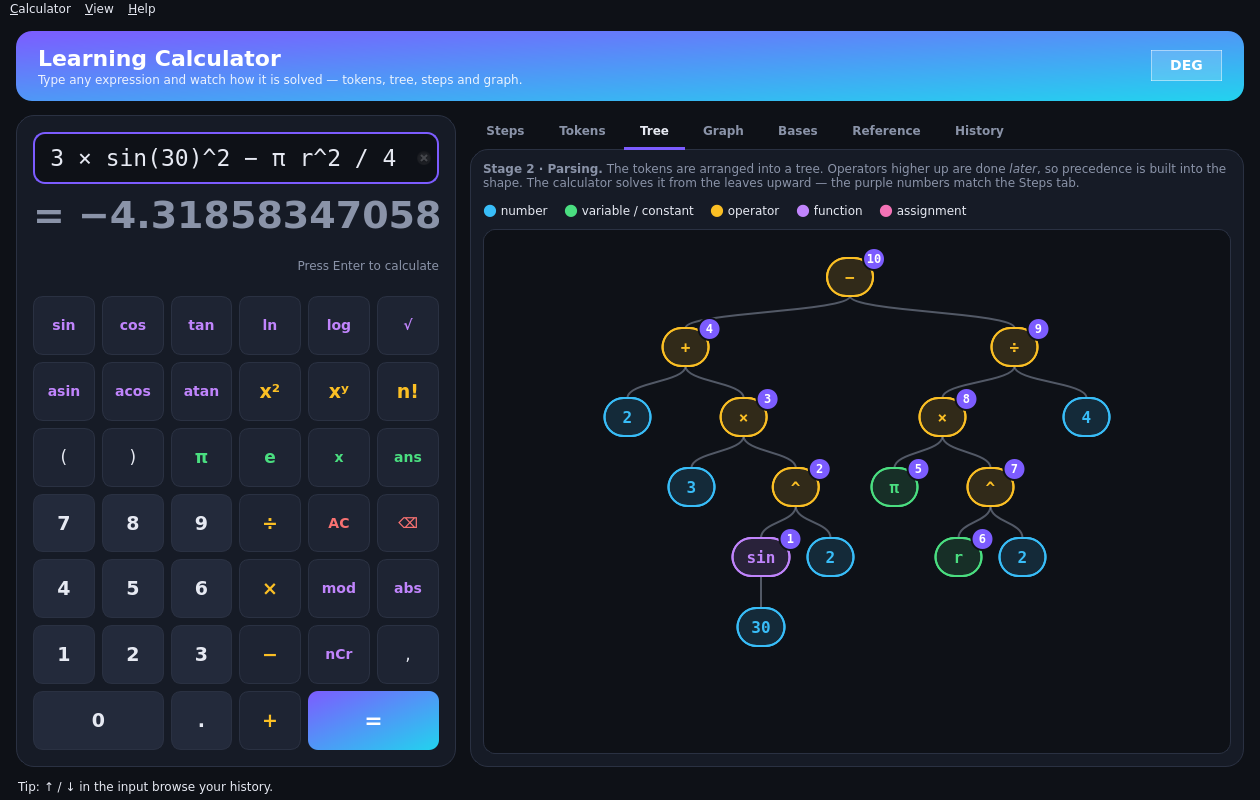 Calculator View Help
Learning Calculator
Type any expression and watch how it is solved — tokens, tree, steps and graph.
DEG
3 × sin(30)^2 − π r^2 / 4
= −4.31858347058
Press Enter to calculate
sin cos tan ln log √
asin acos atan x² xʸ n!
( ) π e x ans
7 8 9 ÷ AC ⌫
4 5 6 × mod abs
1 2 3 − nCr ,
0 . + =
Steps Tokens Tree Graph Bases Reference History
Stage 2 · Parsing. The tokens are arranged into a tree. Operators higher up are done later, so precedence is built into the
shape. The calculator solves it from the leaves upward — the purple numbers match the Steps tab.
number variable / constant operator function assignment
− 10
+ 4 ÷ 9
2 × 3 × 8 4
3 ^ 2 π 5 ^ 7
sin 1 2 r 6 2
30
Tip: ↑ / ↓ in the input browse your history.